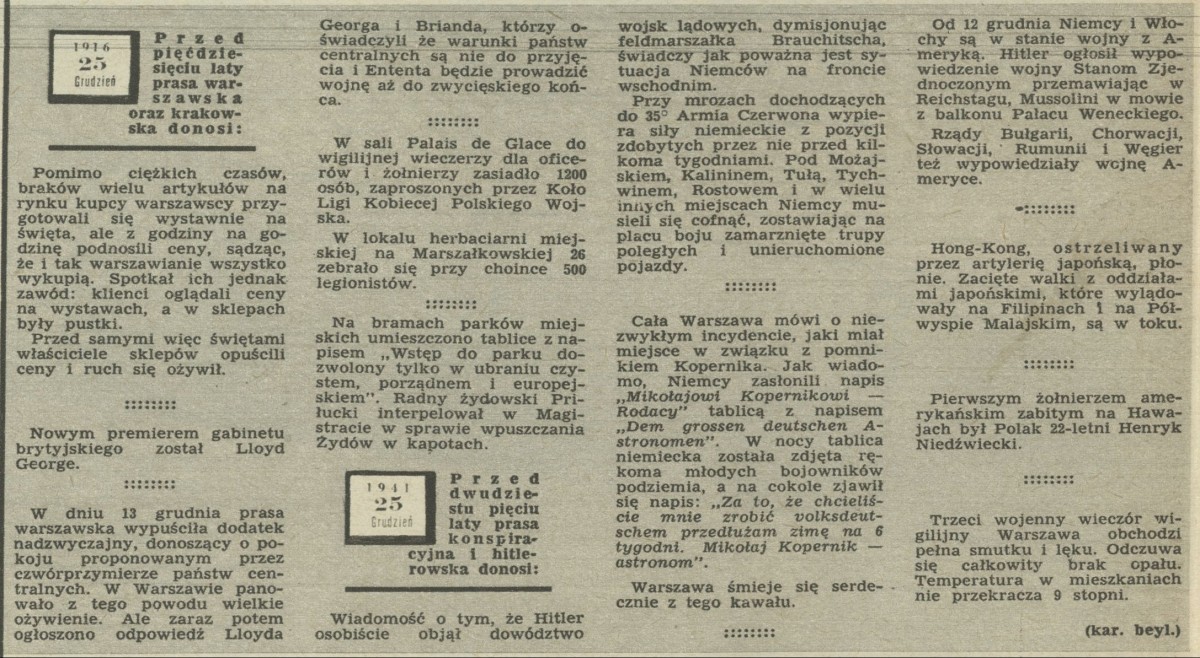 1916
25
Grudzień
Przed
pięćdzie-
sięciu laty
prasa war-
szawska
oraz krakow-
ska donosi:
Pomimo ciężkich czasów,
braków wielu artykułów na
rynku kupcy warszawscy przy-
gotowali się wystawnie na
święta, ale z godziny na go-
dzinę podnosili ceny, sądząc,
że i tak warszawianie wszystko
wykupią. Spotkał ich jednak
zawód: klienci oglądali ceny
na wystawach, a w sklepach
były pustki.
Przed samymi więc świętami
właściciele sklepów opuścili
ceny i ruch się ożywił.
Nowym premierem gabinetu
brytyjskiego został Lloyd
George.
W dniu 13 grudnia prasa
warszawska wypuściła dodatek
nadzwyczajny, donoszący o po-
koju proponowanym przez
czwórprzymierze państw cen-
tralnych. W Warszawie pano-
wało z tego powodu wielkie
ożywienie. Ale zaraz potem
ogłoszono odpowiedź Lloyda
Georga i Brianda, którzy o-
świadczyli że warunki państw
centralnych są nie do przyję-
cia i Ententa będzie prowadzić
wojnę aż do zwycięskiego koń-
ca.
W sali Palais de Glace do
wigilijnej wieczerzy dla ofice-
rów i żołnierzy zasiadło 1200
osób, zaproszonych przez Koło
Ligi Kobiecej Polskiego Woj-
ska.
W lokalu herbaciarni miej-
skiej na Marszałkowskiej 26
zebrało się przy choince 500
legionistów.
Na bramach parków miej-
skich umieszczono tablice z na-
pisem „Wstęp do parku do-
zwolony tylko w ubraniu czy-
stem, porządnem i europej-
skiem”. Radny żydowski Pri-
łucki interpelował w Magi-
stracie w sprawie wpuszczania
Żydów w kapotach.
1941
25
Grudzień
Przed
dwudzie-
stu pięciu
laty prasa
konspira-
cyjna i hitle-
rowska donosi:
Wiadomość o tym, że Hitler
osobiście objął dowództwo
wojsk lądowych, dymisjonując
feldmarszałka Brauchitscha,
świadczy jak poważna jest sy-
tuacja Niemców na froncie
wschodnim.
Przy mrozach dochodzących
do 35° Armia Czerwona wypie-
ra siły niemieckie z pozycji
zdobytych przez nie przed kil-
koma tygodniami. Pod Możaj-
skiem, Kalininem, Tułą, Tych-
winem, Rostowem i w wielu
innych miejscach Niemcy mu-
sieli się cofnąć, zostawiając na
placu boju zamarznięte trupy
poległych i unieruchomione
pojazdy.
Cała Warszawa mówi o nie-
zwykłym incydencie, jaki miał
miejsce w związku z pomni-
kiem Kopernika. Jak wiado-
mo, Niemcy zasłonili napis
„Mikołajowi Kopernikowi —
Rodacy” tablicą z napisem
„Dem grossen deutschen A-
stronomen”. W nocy tablica
niemiecka została zdjęta rę-
koma młodych bojowników
podziemia, a na cokole zjawił
się napis: „Za to, że chcieliś-
cie mnie zrobić volksdeut-
schem przedłużam zimę na 6
tygodni. Mikołaj Kopernik —
astronom”.
Warszawa śmieje się serde-
cznie z tego kawału.
Od 12 grudnia Niemcy i Wło-
chy są w stanie wojny z A-
meryką. Hitler ogłosił wypo-
wiedzenie wojny Stanom Zje-
dnoczonym przemawiając w
Reichstagu, Mussolini w mowie
z balkonu Pałacu Weneckiego.
Rządy Bułgarii, Chorwacji,
Słowacji, Rumunii i Węgier
też wypowiedziały wojnę A-
meryce.
Hong-Kong, ostrzeliwany
przez artylerię japońską, pło-
nie. Zacięte walki z oddziała-
mi japońskimi, które wylądo-
wały na Filipinach i na Pół-
wyspie Malajskim, są w toku.
Pierwszym żołnierzem ame-
rykańskim zabitym na Hawa-
jach był Polak 22-letni Henryk
Niedźwiecki.
Trzeci wojenny wieczór wi-
gilijny Warszawa obchodzi
pełna smutku i lęku. Odczuwa
się całkowity brak opału.
Temperatura w mieszkaniach
nie przekracza 9 stopni.
(kar. beyl.)